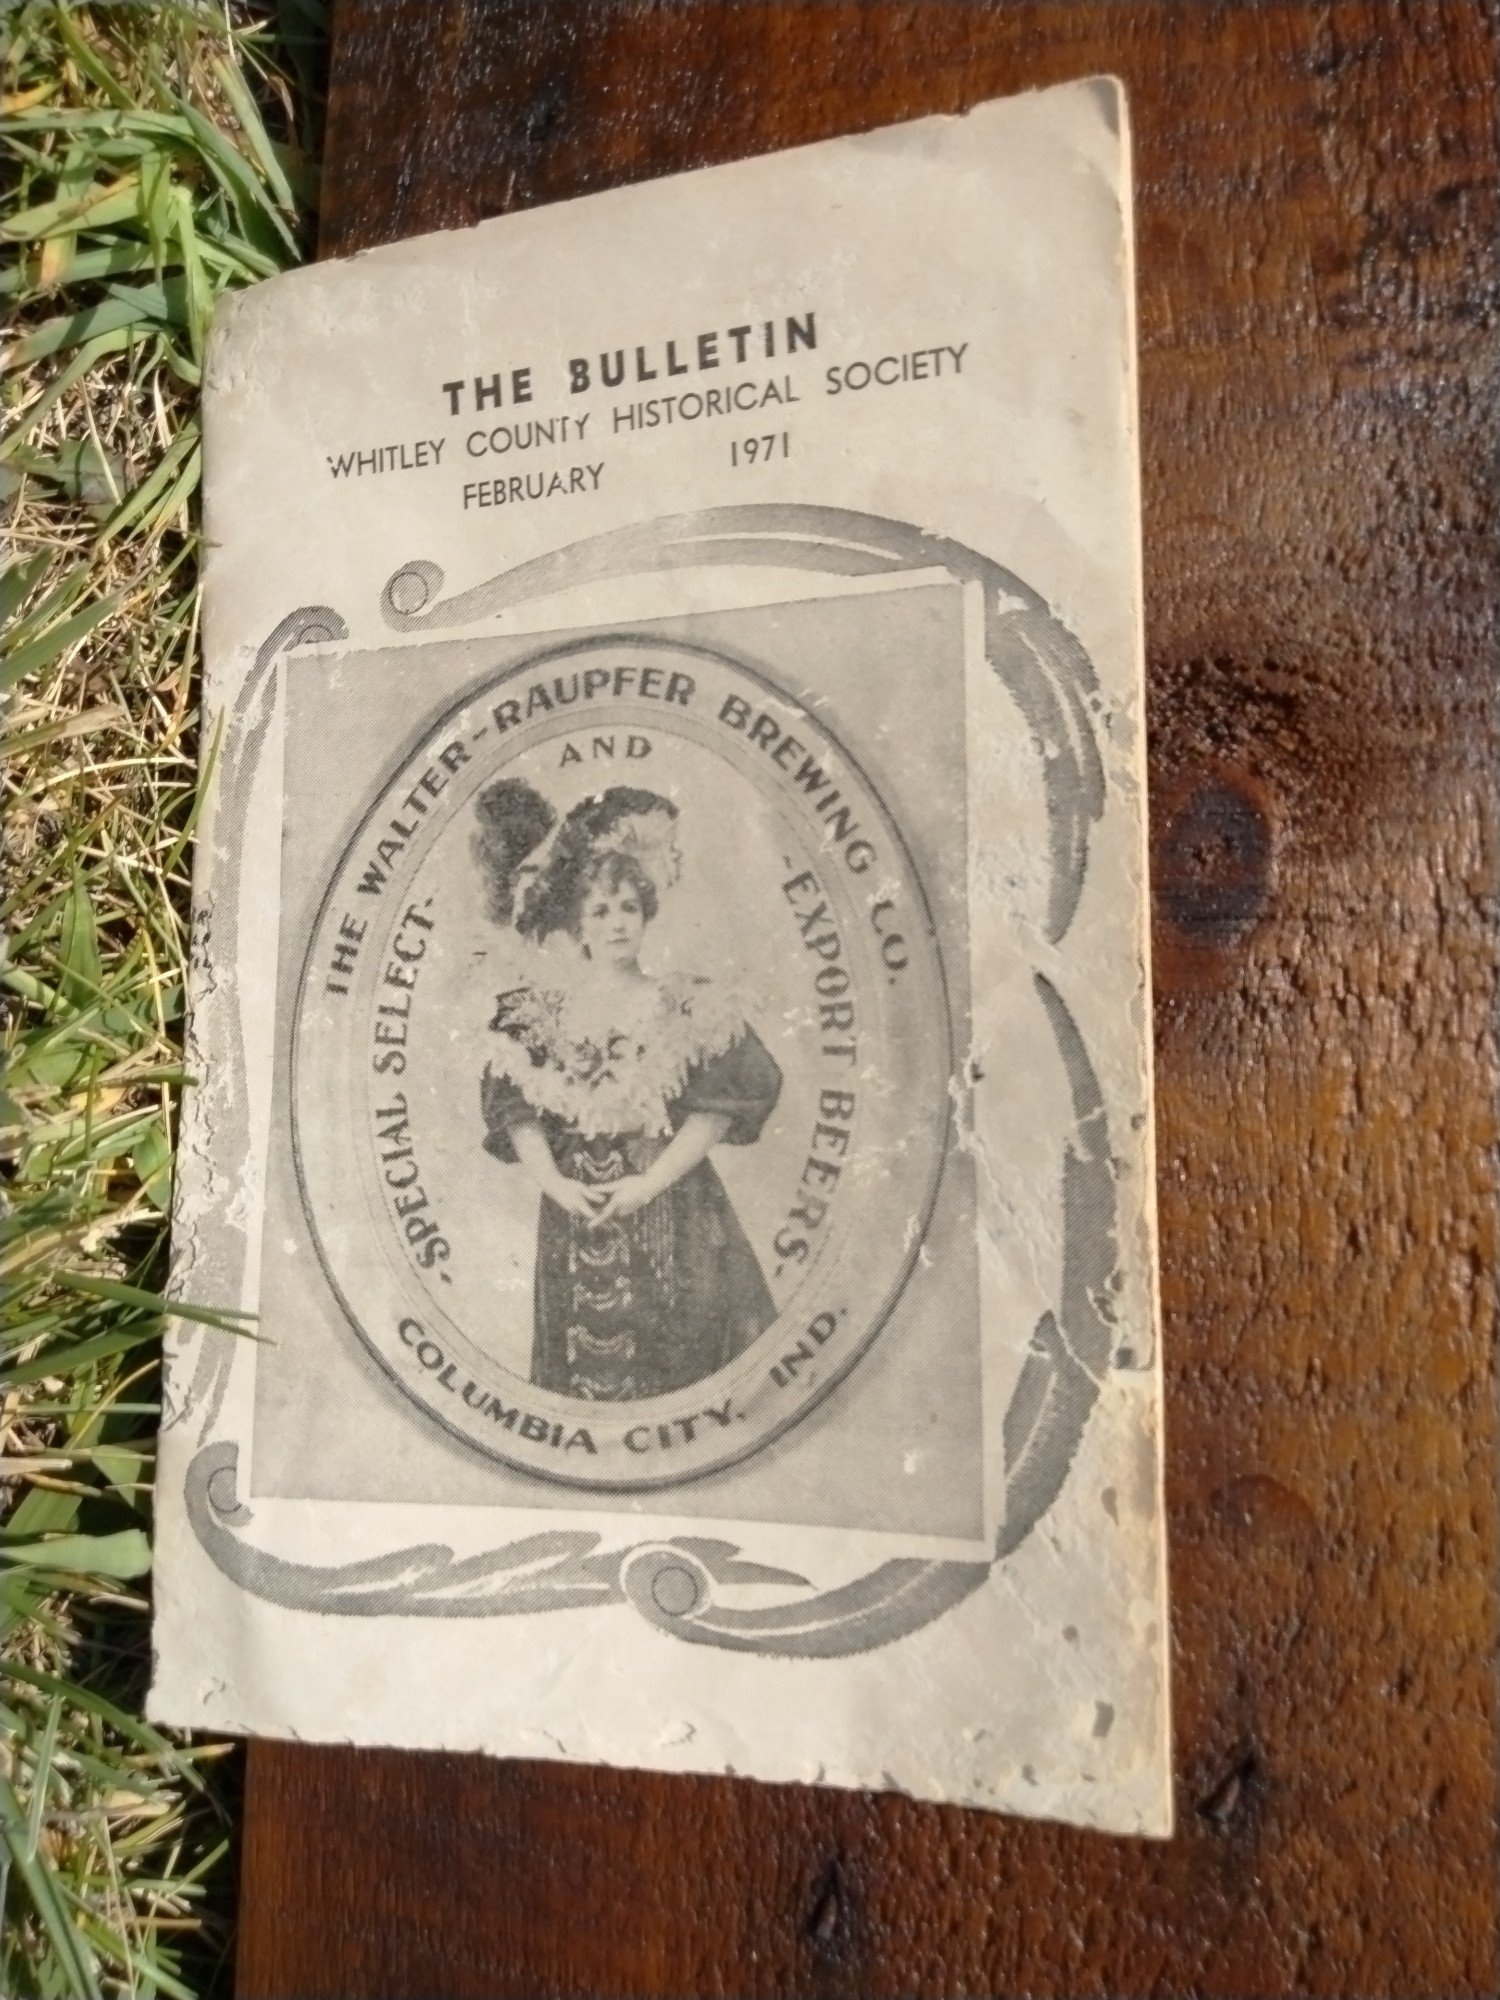 THE BULLETIN
WHITLEY COUNTY HISTORICAL SOCIETY
FEBRUARY 1971
THE WALTER-RAUPFER BREWING CO.
AND
-SPECIAL SELECT-
-EXPORT BEERS-
COLUMBIA CITY, IND.